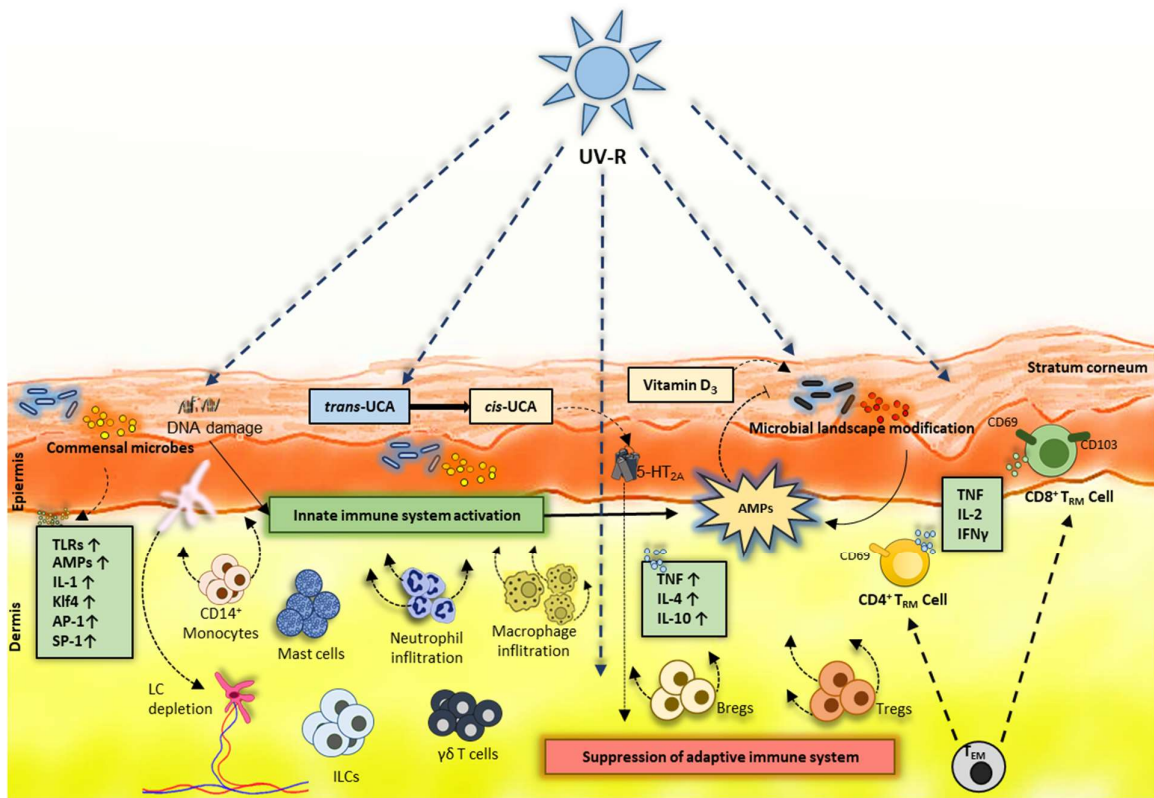 UV-R
Stratum corneum
trans-UCA
cis-UCA
Vitamin D3
DNA damage
Commensal microbes
Microbial landscape modification
CD69
CD103
5-HT2A
CD8+ TRM Cell
Epiermis
Innate immune system activation
AMPs
TNF
IL-2
IFNγ
TLRs ↑
AMPs ↑
IL-1 ↑
Klf4 ↑
AP-1 ↑
SP-1 ↑
CD69
CD4+ TRM Cell
TNF ↑
IL-4 ↑
IL-10 ↑
Dermis
CD14+
Monocytes
Mast cells
Neutrophil
inflitration
Macrophage
inflitration
LC
depletion
Bregs
Tregs
γδ T cells
ILCs
Suppression of adaptive immune system
TEM